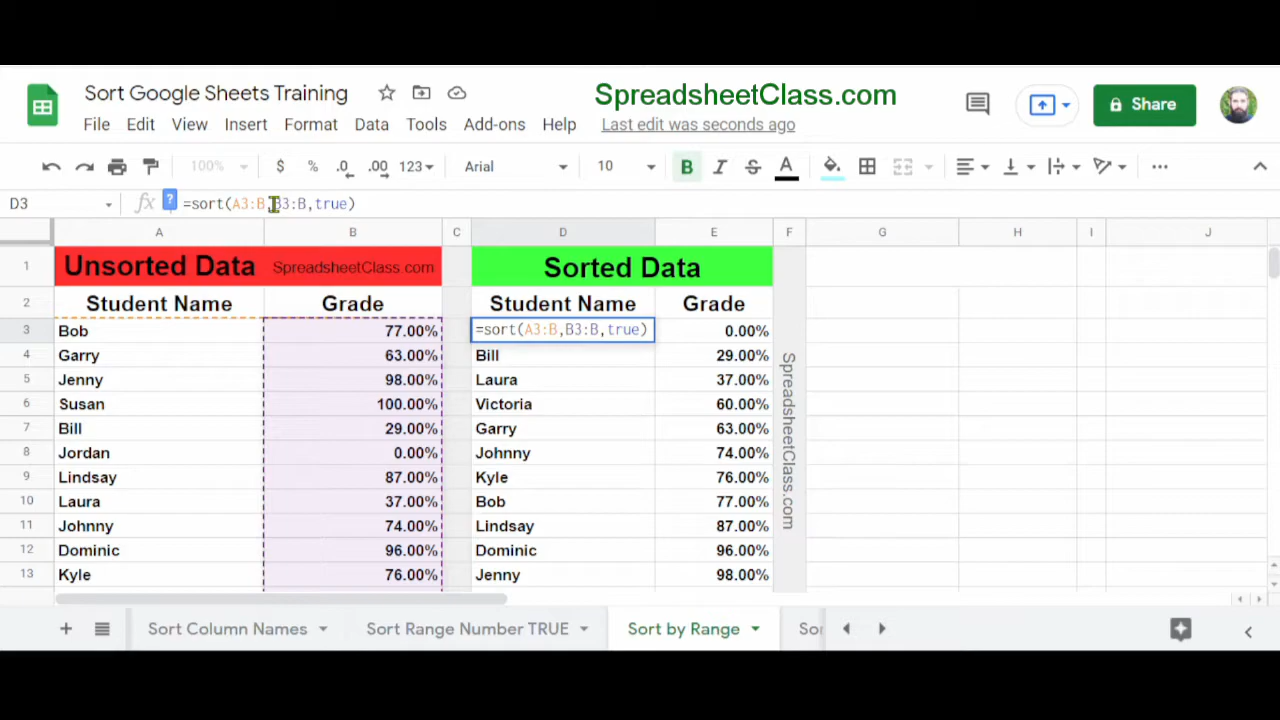 Sort Google Sheets Training
SpreadsheetClass.com
File Edit View Insert Format Data Tools Add-ons Help Last edit was seconds ago
Share
100% $ % .0 .00 123 Arial 10 B I S A
D3 fx ? =sort(A3:B,B3:B,true)
A B C D E F G H I J
1 Unsorted Data SpreadsheetClass.com Sorted Data
2 Student Name Grade Student Name Grade
3 Bob 77.00% =sort(A3:B,B3:B,true) 0.00%
4 Garry 63.00% Bill 29.00%
5 Jenny 98.00% Laura 37.00%
6 Susan 100.00% Victoria 60.00%
7 Bill 29.00% Garry 63.00%
8 Jordan 0.00% Johnny 74.00%
9 Lindsay 87.00% Kyle 76.00%
10 Laura 37.00% Bob 77.00%
11 Johnny 74.00% Lindsay 87.00%
12 Dominic 96.00% Dominic 96.00%
13 Kyle 76.00% Jenny 98.00%
SpreadsheetClass.com
+ Sort Column Names Sort Range Number TRUE Sort by Range